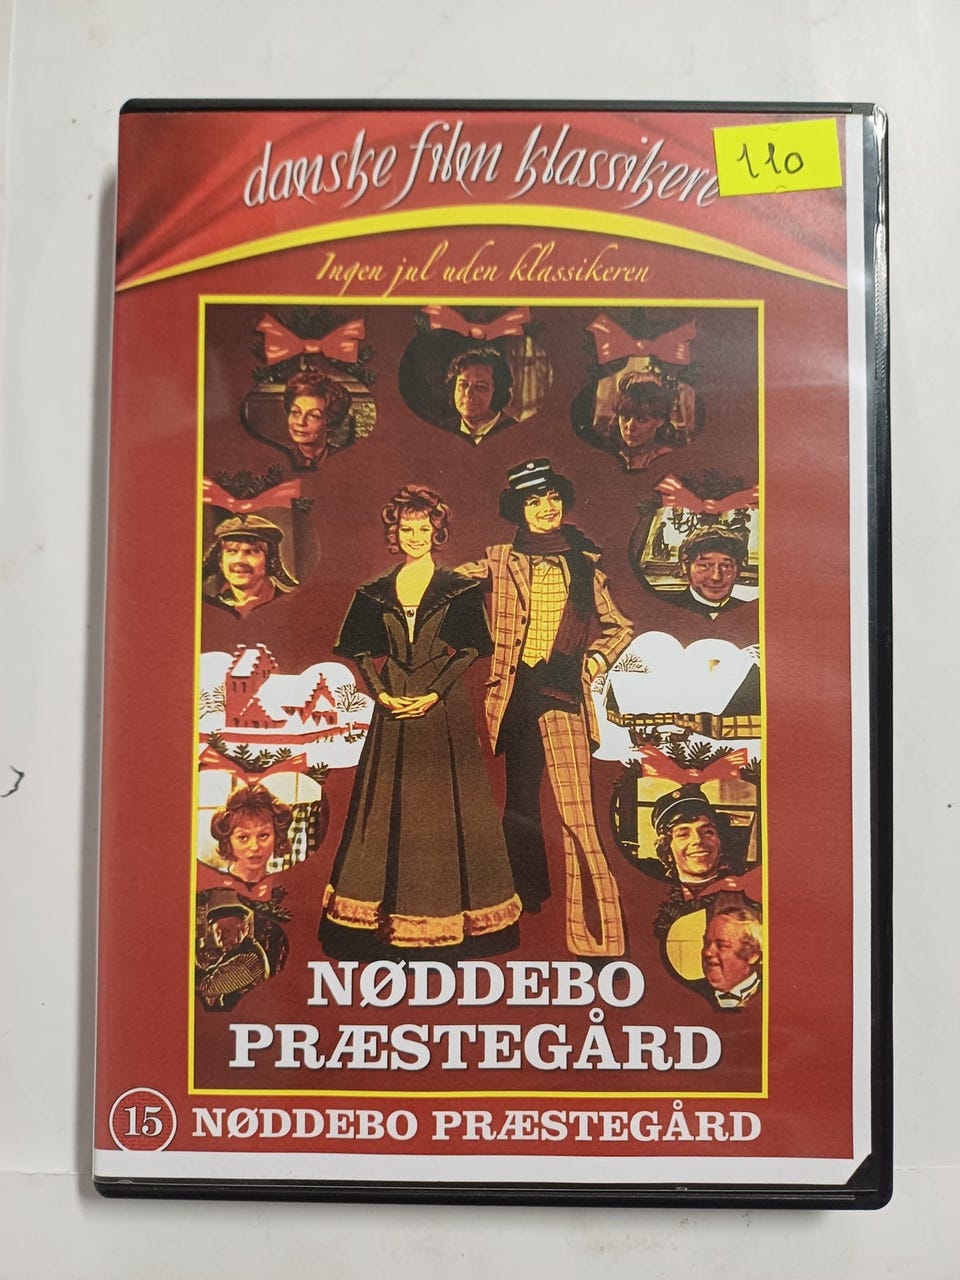 danske film klassikere
110
Ingen jul uden klassikeren
NØDDEBO
PRÆSTEGÅRD
15 NØDDEBO PRÆSTEGÅRD